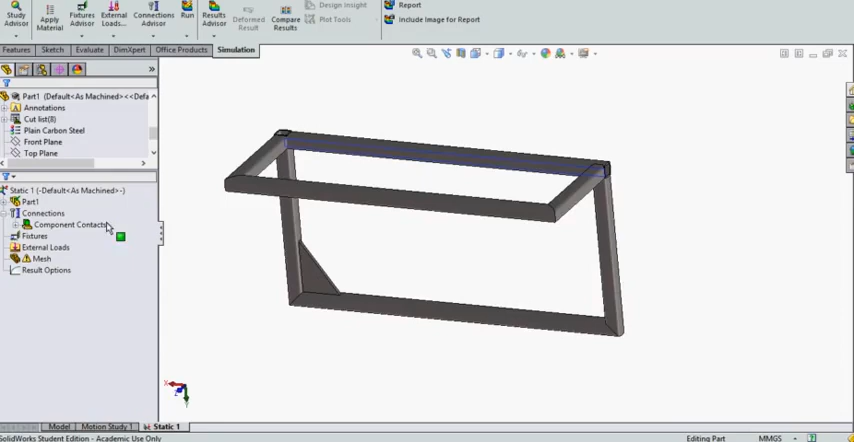 Study Advisor
Apply Material
Fixtures Advisor
External Loads...
Connections Advisor
Run
Results Advisor
Deformed Result
Compare Results
Design Insight
Plot Tools
Report
Include Image for Report
Features Sketch Evaluate DimXpert Office Products Simulation
Part1 (Default<As Machined><<Defa
Annotations
Cut list(8)
Plain Carbon Steel
Front Plane
Top Plane
Static 1 (-Default<As Machined>-)
Part1
Connections
Component Contacts
Fixtures
External Loads
Mesh
Result Options
X
Z
Y
Model Motion Study 1 Static 1
SolidWorks Student Edition - Academic Use Only Editing Part MMGS